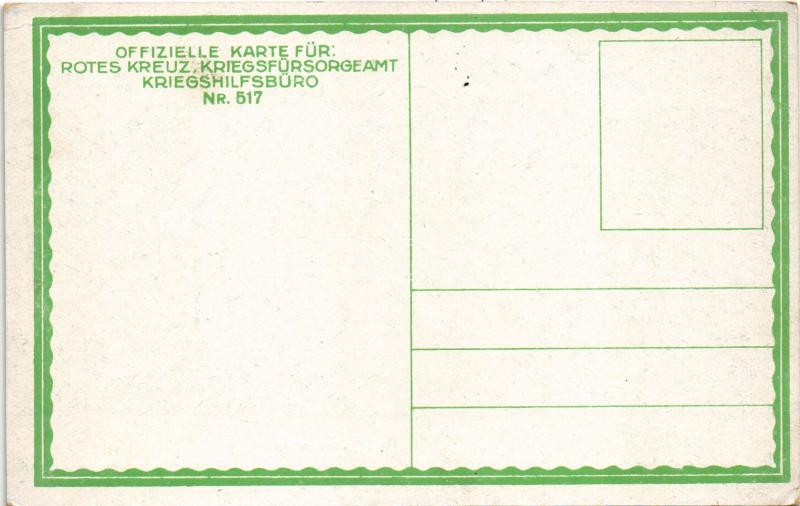 OFFIZIELLE KARTE FÜR:
ROTES KREUZ, KRIEGSFÜRSORGEAMT
KRIEGSHILFSBÜRO
NR. 517